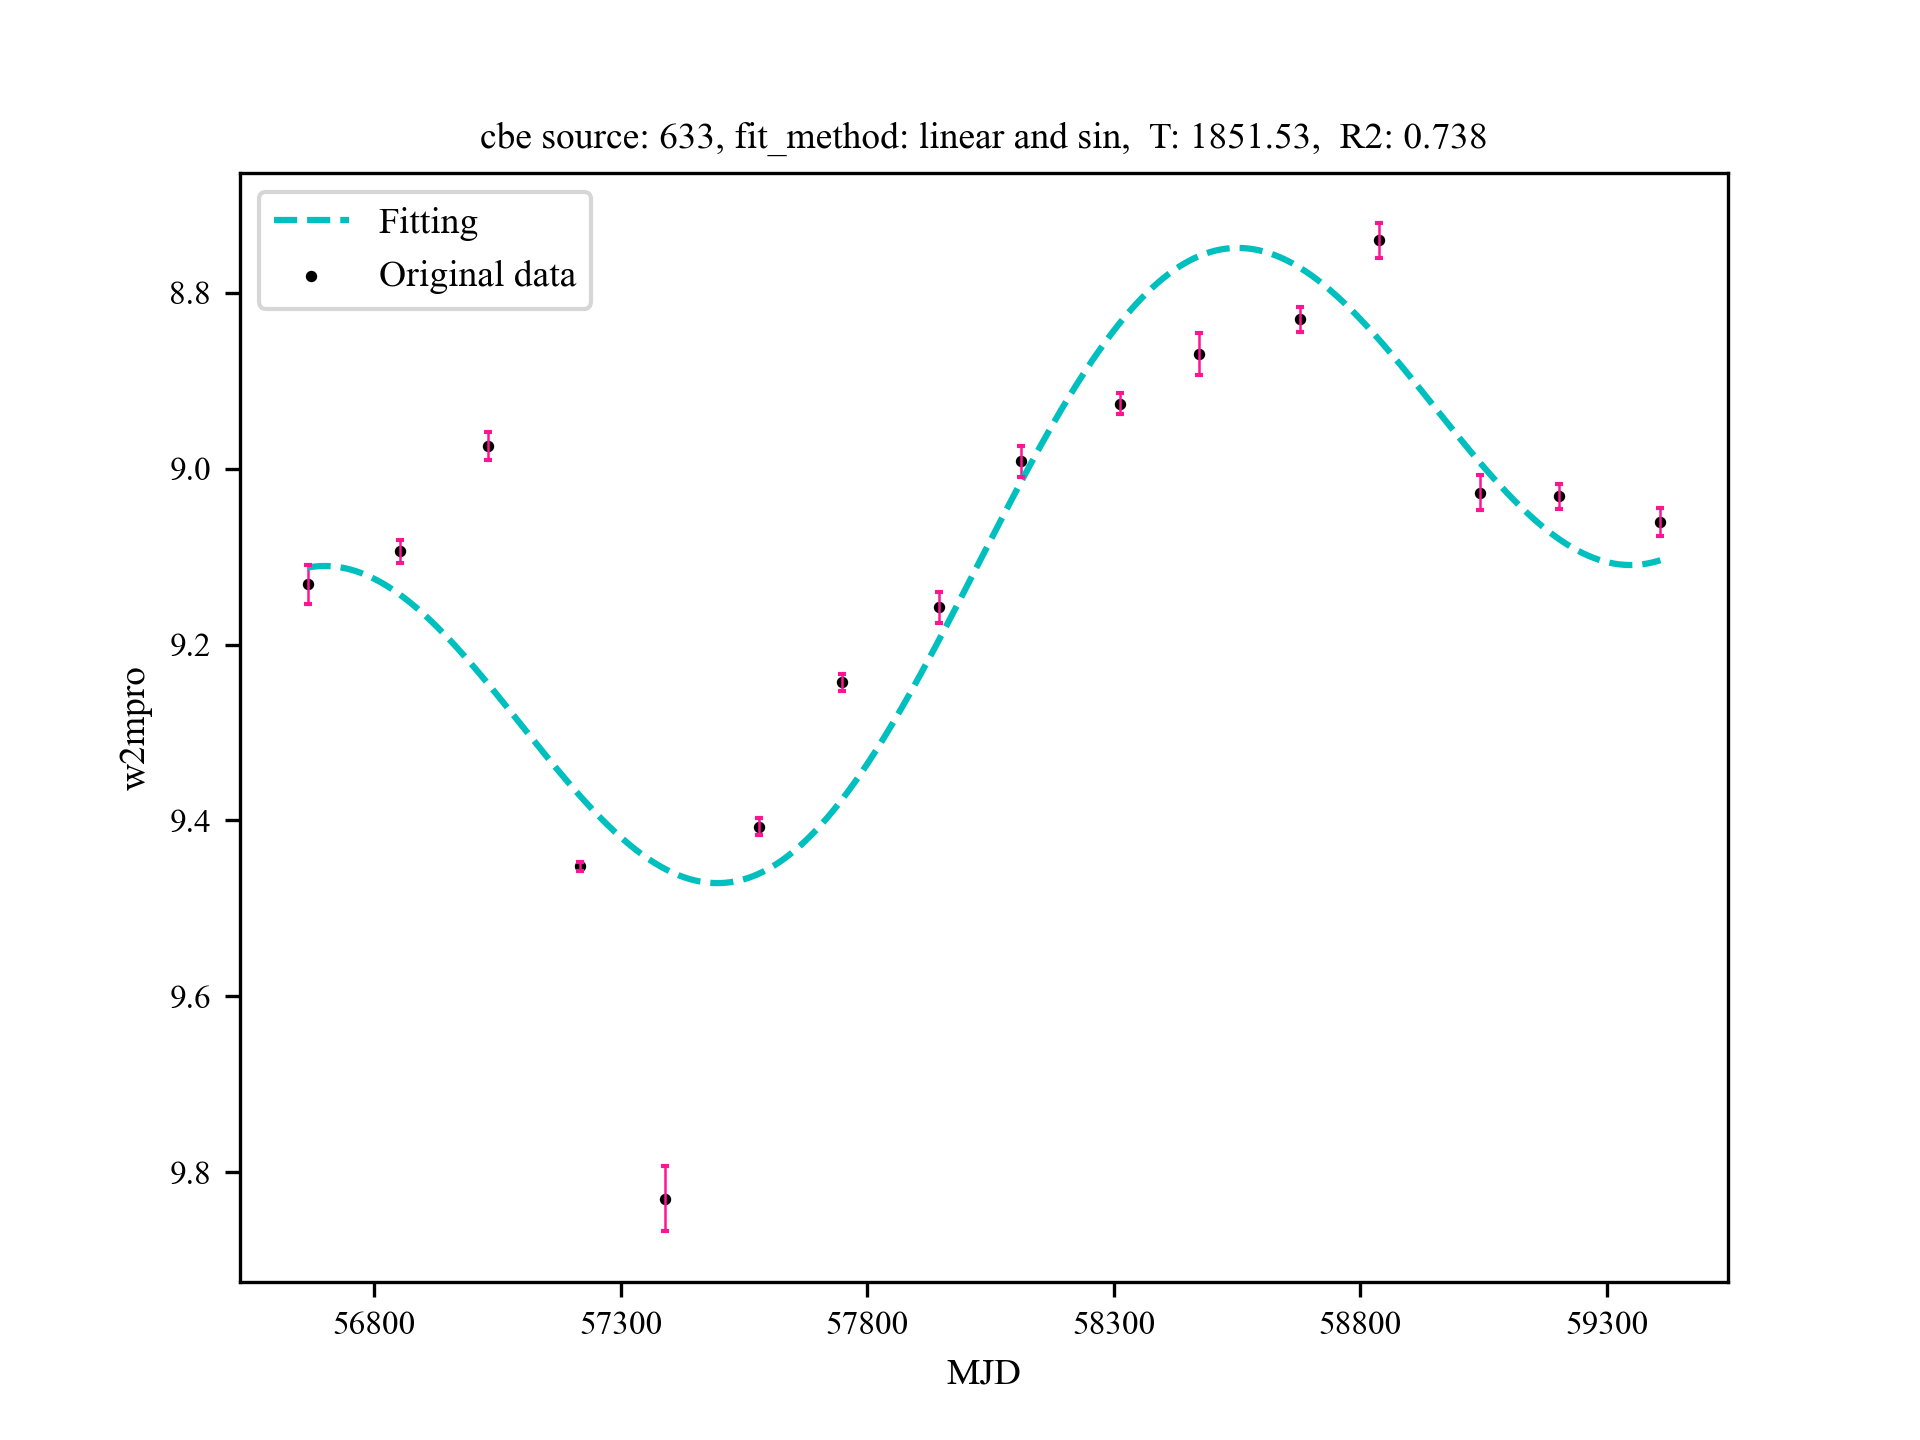 cbe source: 633, fit_method: linear and sin,  T: 1851.53,  R2: 0.738
Fitting
Original data
8.8
9.0
9.2
9.4
9.6
9.8
w2mpro
56800 57300 57800 58300 58800 59300
MJD